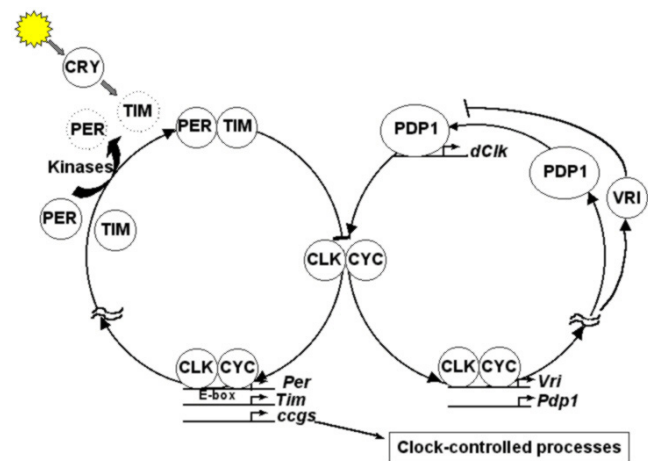 CRY
TIM
PER
PER TIM
Kinases
PER
TIM
PDP1
dClk
PDP1
VRI
CLK CYC
CLK CYC
E-box
Per
Tim
ccgs
CLK CYC
Vri
Pdp1
Clock-controlled processes